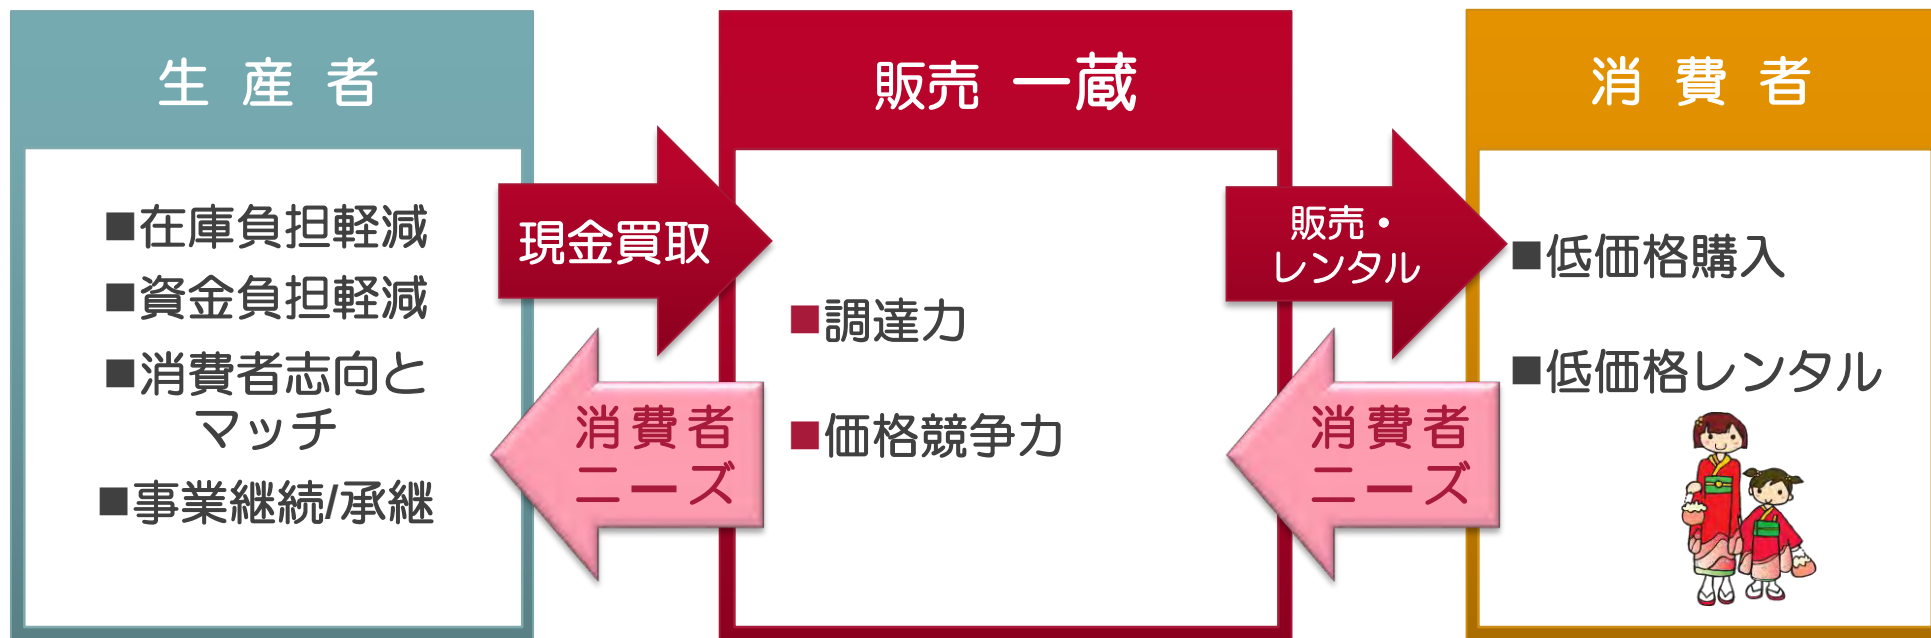 生産者
■在庫負担軽減
■資金負担軽減
■消費者志向と
マッチ
■事業継続/承継
現金買取
消費者
ニーズ
販売 一蔵
■調達力
■価格競争力
販売・
レンタル
消費者
ニーズ
消費者
■低価格購入
■低価格レンタル